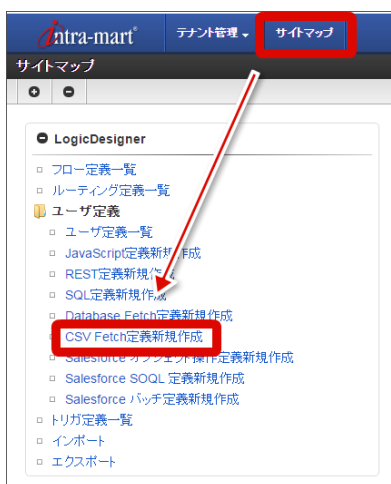 intra-mart® テナント管理 サイトマップ
サイトマップ
LogicDesigner
フロー定義一覧
ルーティング定義一覧
ユーザ定義
ユーザ定義一覧
JavaScript定義新規作成
REST定義新規作成
SQL定義新規作成
Database Fetch定義新規作成
CSV Fetch定義新規作成
Salesforce オブジェクト操作定義新規作成
Salesforce SOQL 定義新規作成
Salesforce バッチ定義新規作成
トリガ定義一覧
インポート
エクスポート